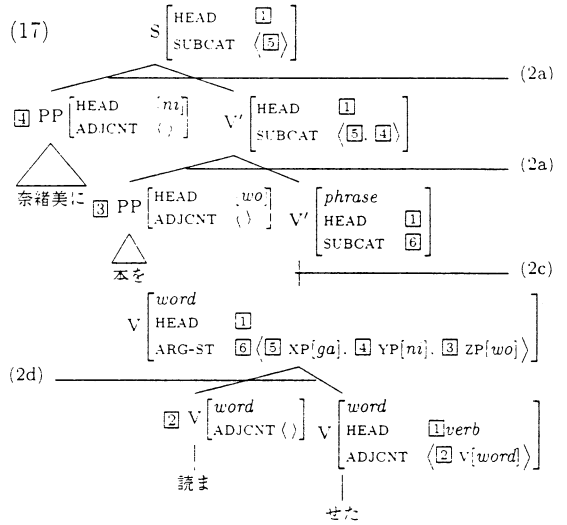 (17)
S [HEAD [1]
SUBCAT ⟨[5]⟩]
(2a)
[4] PP [HEAD [ni]
ADJCNT ⟨⟩]
V′ [HEAD [1]
SUBCAT ⟨[5], [4]⟩]
奈緒美に
(2a)
[3] PP [HEAD [wo]
ADJCNT ⟨⟩]
V′ [phrase
HEAD [1]
SUBCAT [6]]
本を
(2c)
V [word
HEAD [1]
ARG-ST [6]⟨[5] XP[ga], [4] YP[ni], [3] ZP[wo]⟩]
(2d)
[2] V [word
ADJCNT ⟨⟩]
V [word
HEAD [1]verb
ADJCNT ⟨[2] V[word]⟩]
読ま
せた